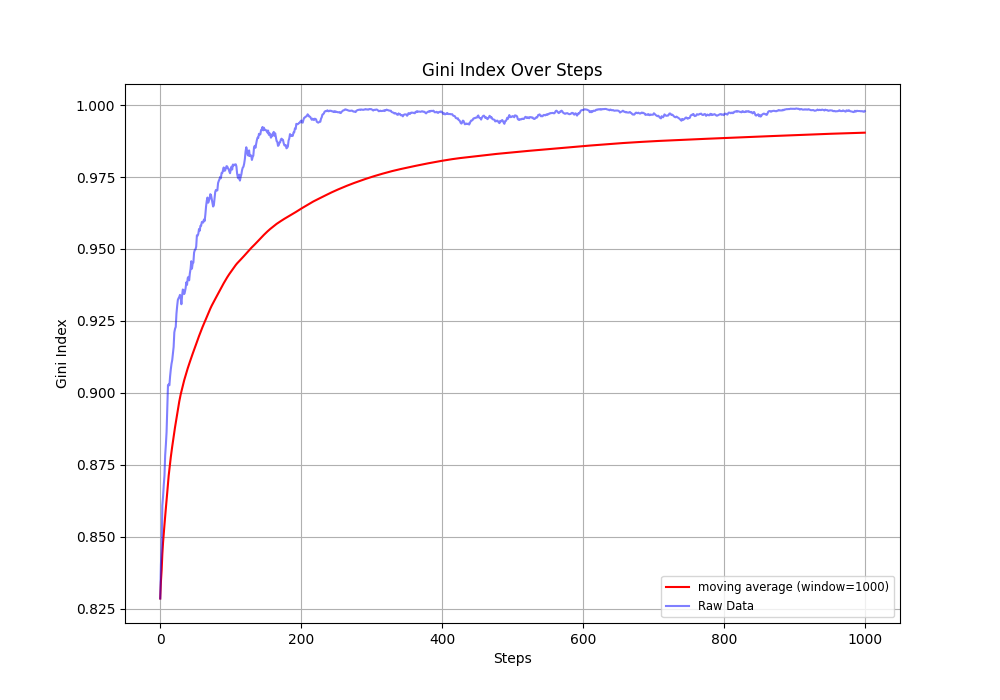 Gini Index Over Steps
1.000
0.975
0.950
0.925
0.900
0.875
0.850
0.825
Gini Index
0
200
400
600
800
1000
Steps
moving average (window=1000)
Raw Data